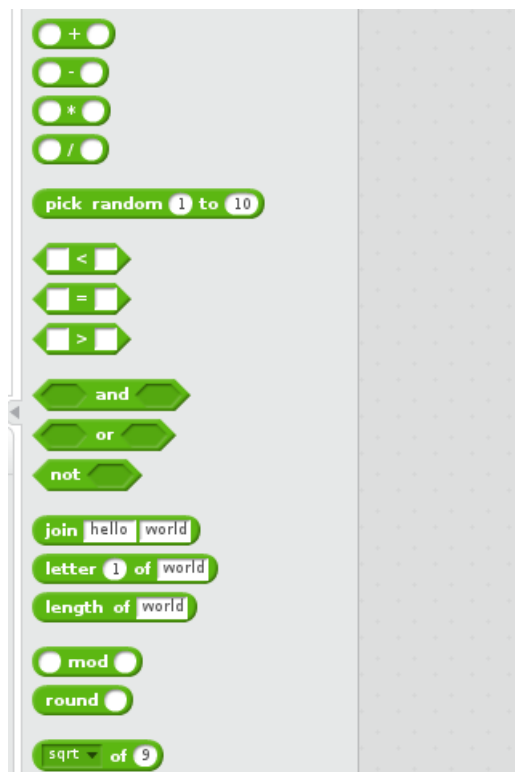 +
-
*
/
pick random 1 to 10
<
=
>
and
or
not
join hello world
letter 1 of world
length of world
mod
round
sqrt of 9